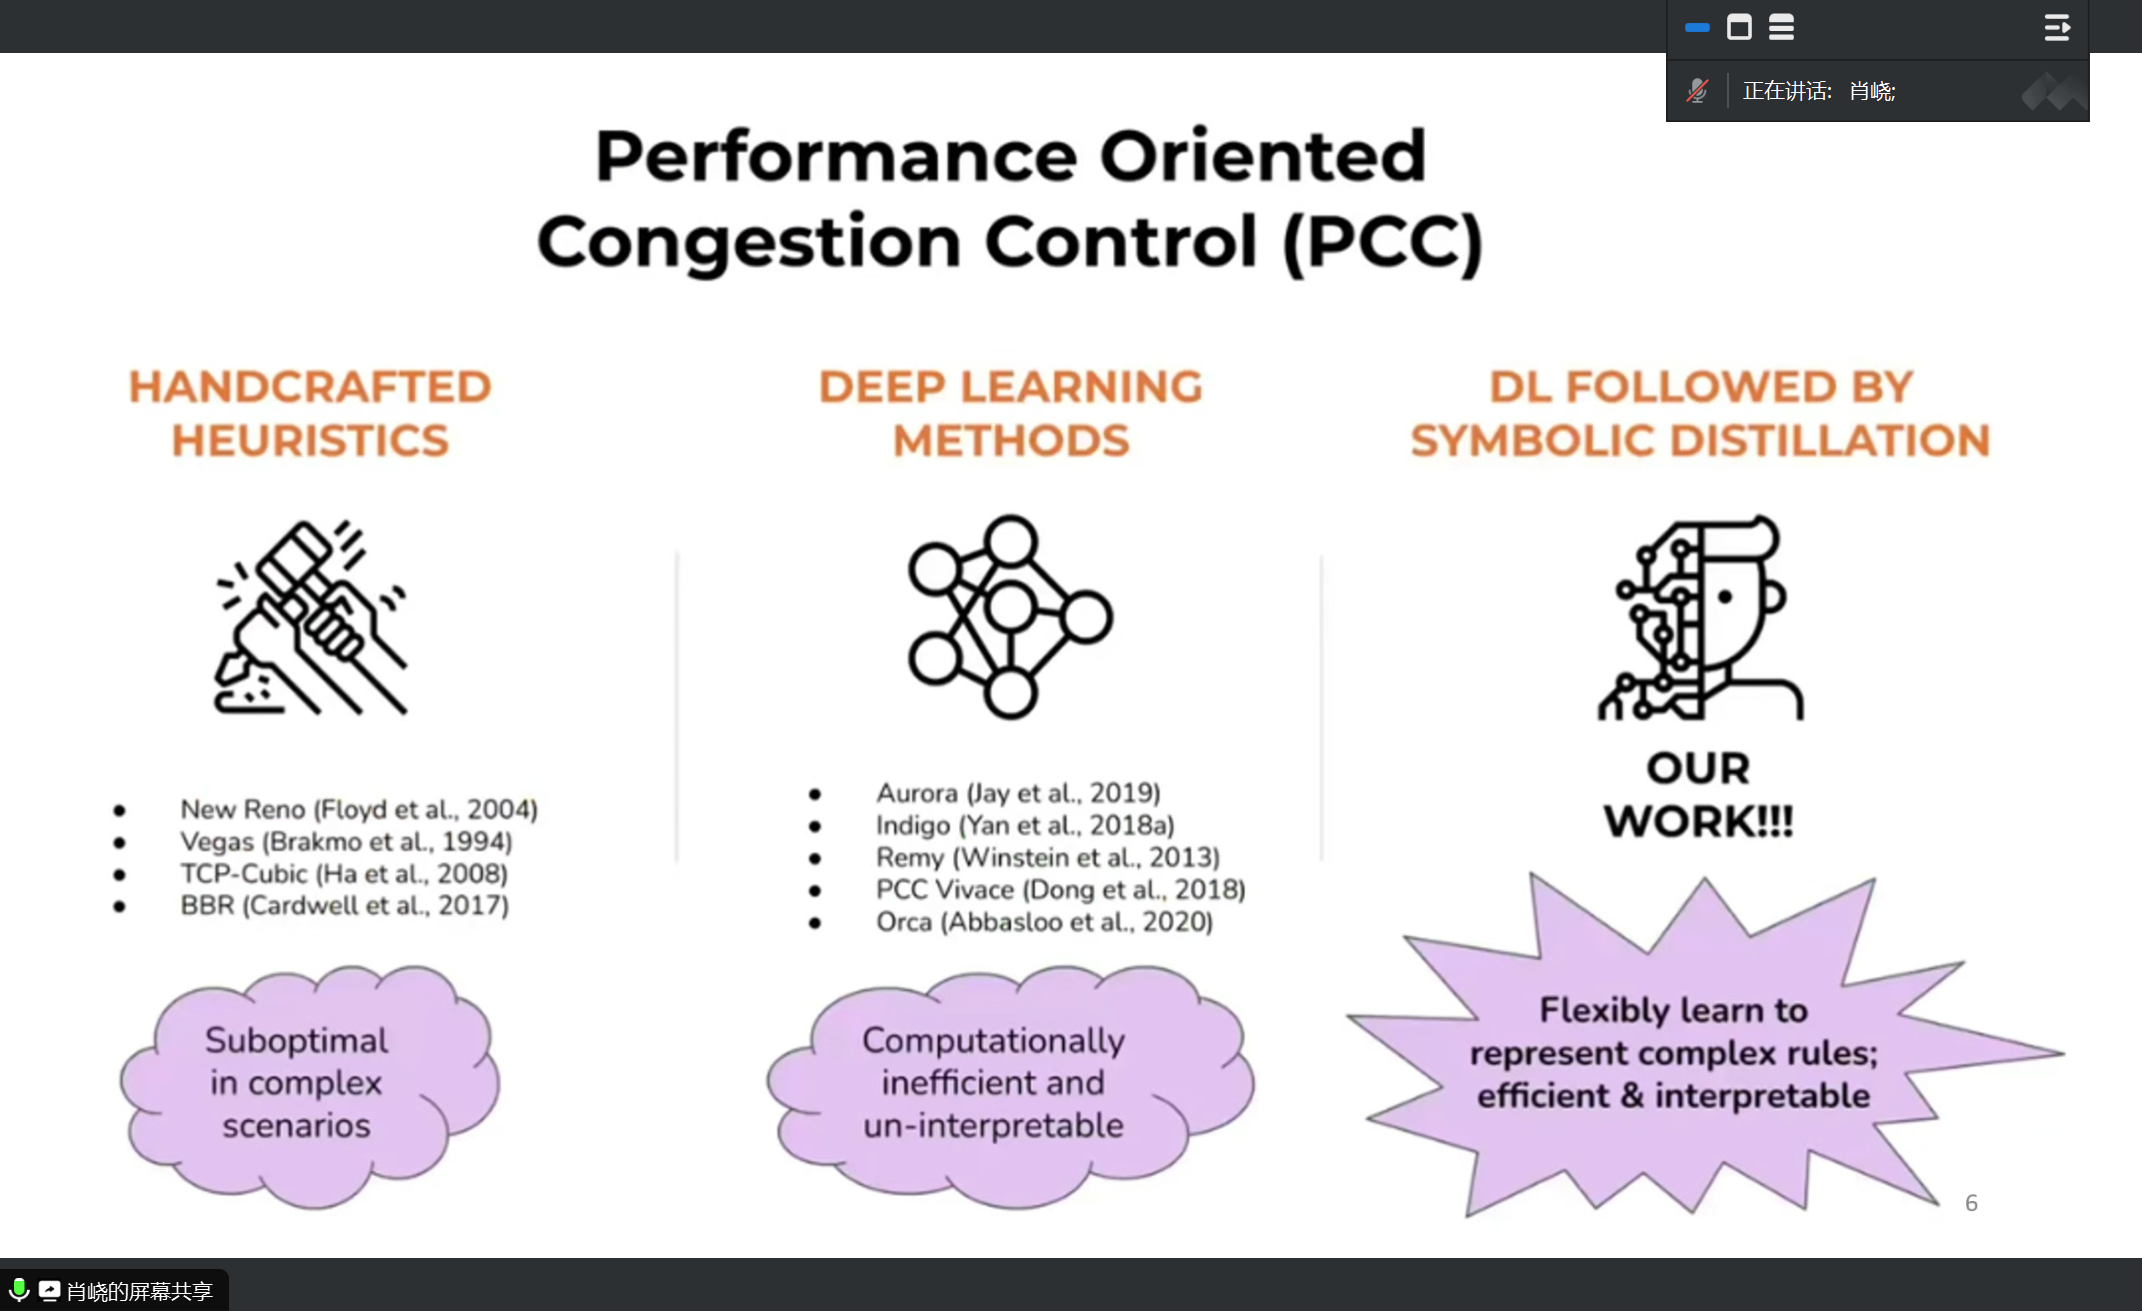 正在讲话: 肖峣;
Performance Oriented
Congestion Control (PCC)
HANDCRAFTED
HEURISTICS
• New Reno (Floyd et al., 2004)
• Vegas (Brakmo et al., 1994)
• TCP-Cubic (Ha et al., 2008)
• BBR (Cardwell et al., 2017)
Suboptimal
in complex
scenarios
DEEP LEARNING
METHODS
• Aurora (Jay et al., 2019)
• Indigo (Yan et al., 2018a)
• Remy (Winstein et al., 2013)
• PCC Vivace (Dong et al., 2018)
• Orca (Abbasloo et al., 2020)
Computationally
inefficient and
un-interpretable
DL FOLLOWED BY
SYMBOLIC DISTILLATION
OUR
WORK!!!
Flexibly learn to
represent complex rules;
efficient & interpretable
6
肖峣的屏幕共享